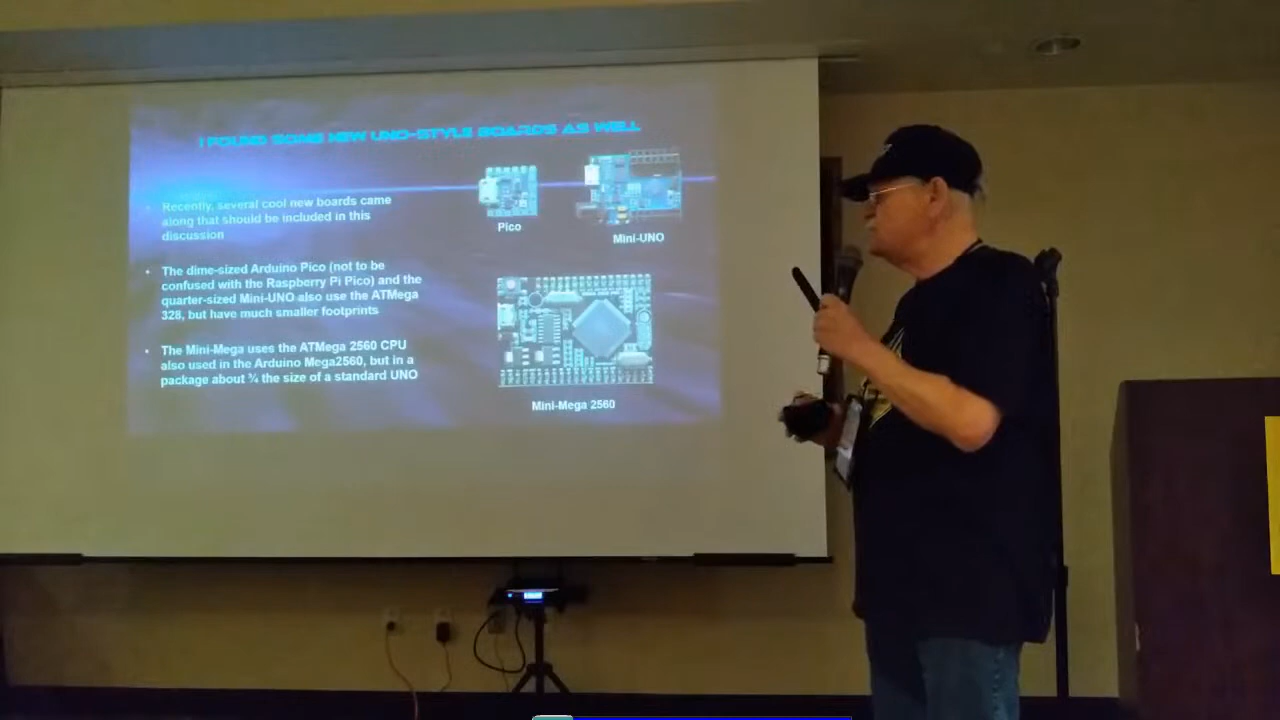 I FOUND SOME NEW UNO-STYLE BOARDS AS WELL
Recently, several cool new boards came
along that should be included in this
discussion
• The dime-sized Arduino Pico (not to be
confused with the Raspberry Pi Pico) and the
quarter-sized Mini-UNO also use the ATMega
328, but have much smaller footprints
• The Mini-Mega uses the ATMega 2560 CPU
also used in the Arduino Mega2560, but in a
package about ¾ the size of a standard UNO
Pico
Mini-UNO
Mini-Mega 2560